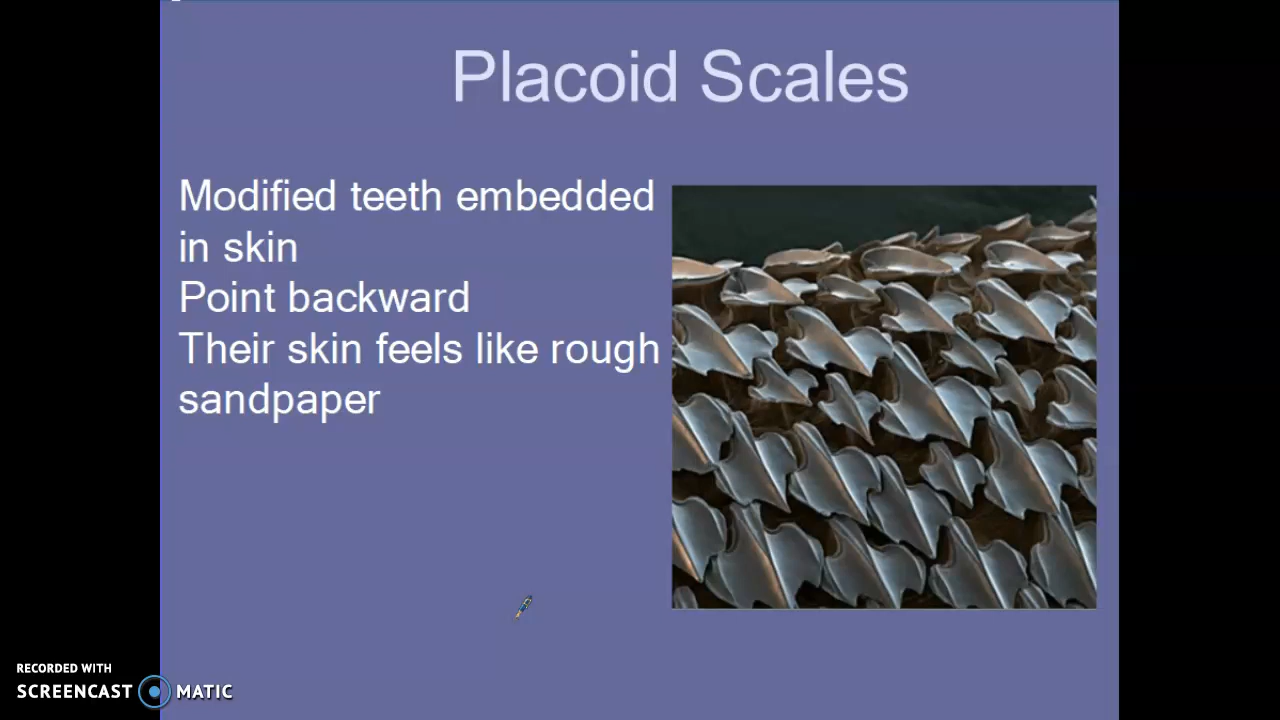 Placoid Scales
Modified teeth embedded
in skin
Point backward
Their skin feels like rough
sandpaper
RECORDED WITH
SCREENCAST MATIC